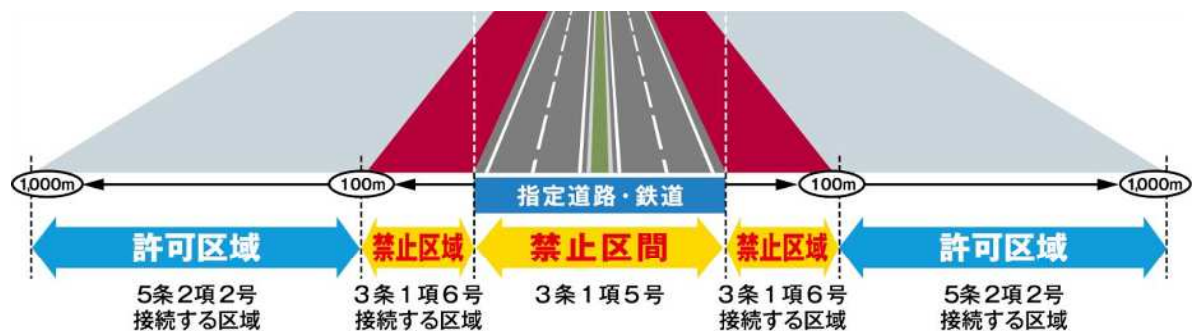 1,000m
100m
指定道路・鉄道
100m
1,000m
許可区域
禁止区域
禁止区間
禁止区域
許可区域
5条2項2号
接続する区域
3条1項6号
接続する区域
3条1項5号
3条1項6号
接続する区域
5条2項2号
接続する区域